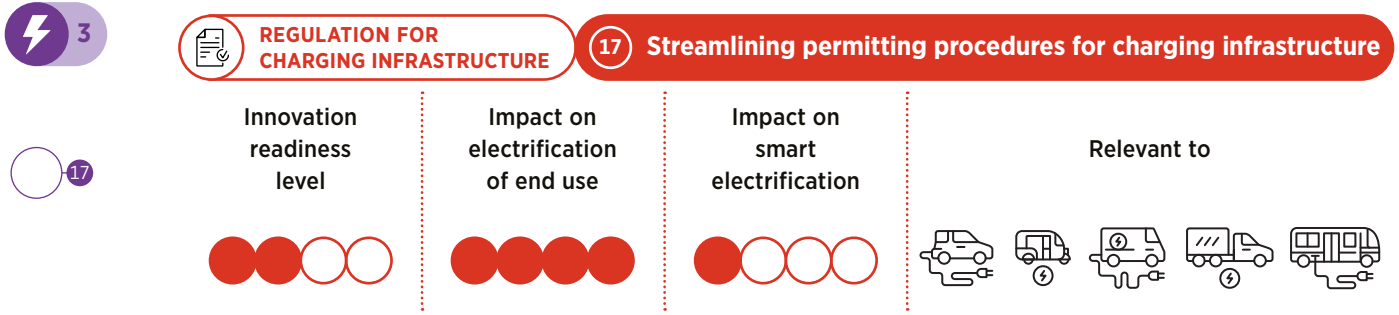 3
REGULATION FOR
CHARGING INFRASTRUCTURE
17 Streamlining permitting procedures for charging infrastructure
17
Innovation
readiness
level
Impact on
electrification
of end use
Impact on
smart
electrification
Relevant to